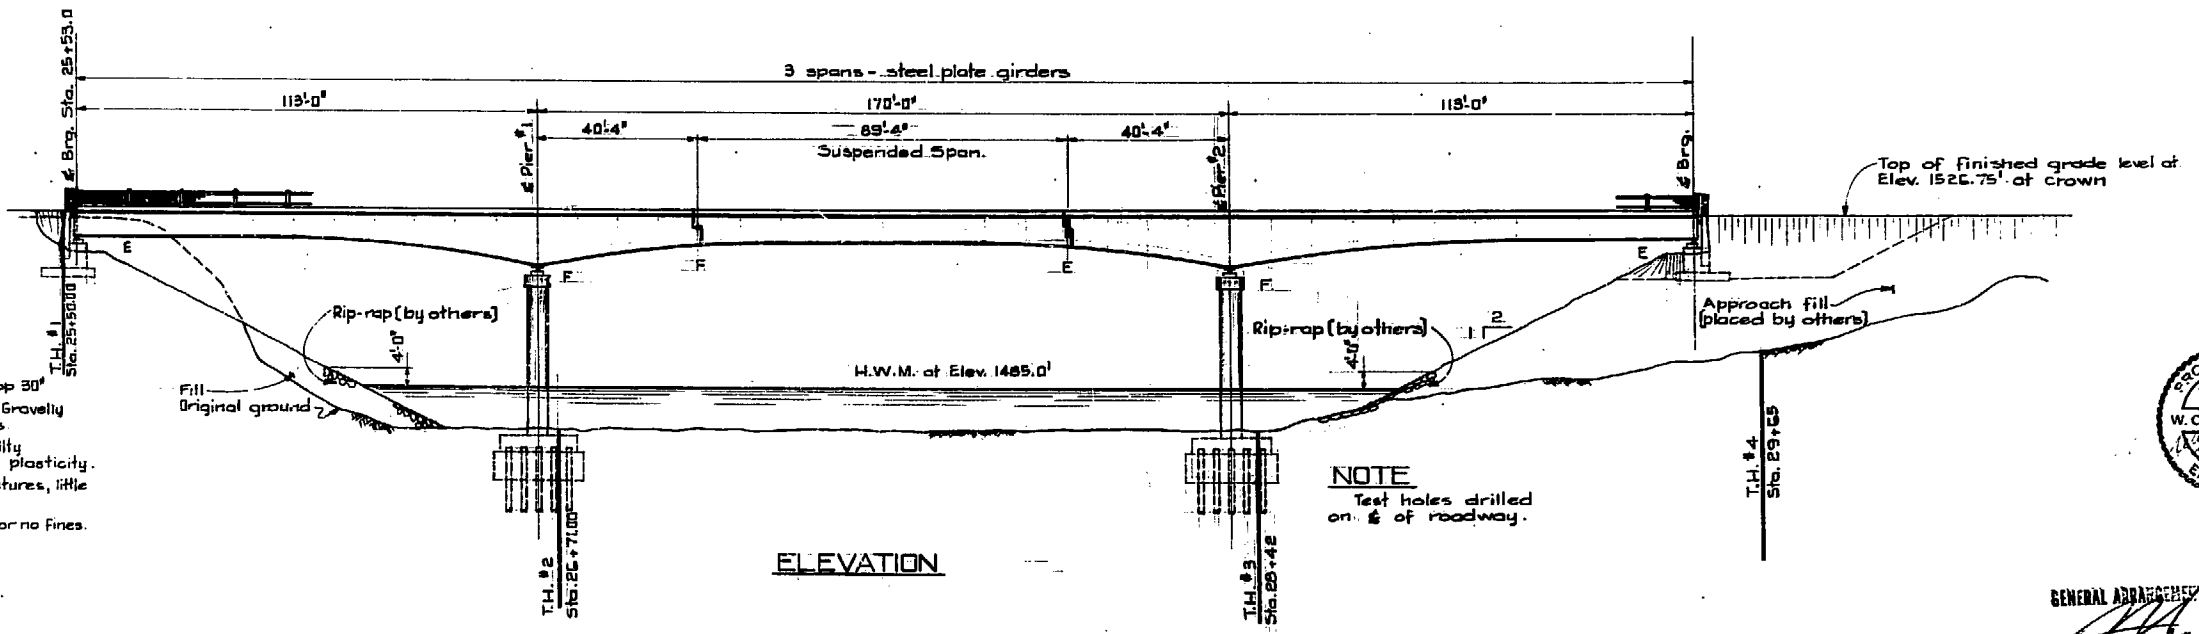 ℄ Brg. Sta. 25+53.0
3 spans - steel plate girders
113'-0"
170'-0"
113'-0"
40'-4"
89'-4"
40'-4"
Suspended Span.
℄ Pier #1
℄ Pier #2
℄ Brg.
Top of finished grade level at
Elev. 1526.75' at crown
E
F
F
E
F
E
T.H. #1
Sta. 25+50.00
Rip-rap (by others)
4'-0"
Rip-rap (by others)
4'-0"
1
2
Approach fill
(placed by others)
H.W.M. at Elev. 1485.0'
Fill
Original ground
30"
Gravelly
plasticity.
little
or no fines.
NOTE
Test holes drilled
on ℄ of roadway.
T.H. #2
Sta. 26+71.00
T.H. #3
Sta. 28+42
T.H. #4
Sta. 29+65
ELEVATION
GENERAL